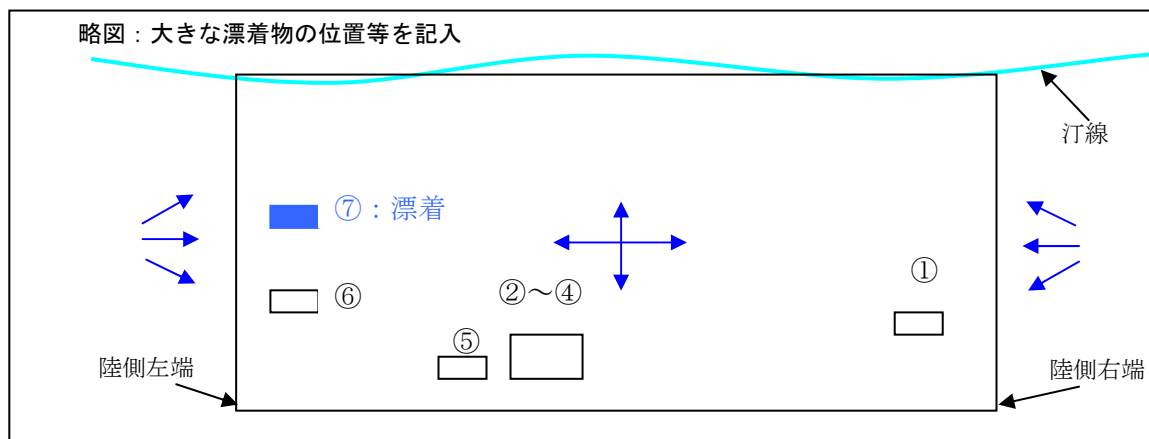 略図：大きな漂着物の位置等を記入
汀線
⑦：漂着
①
⑥
②～④
⑤
陸側左端
陸側右端